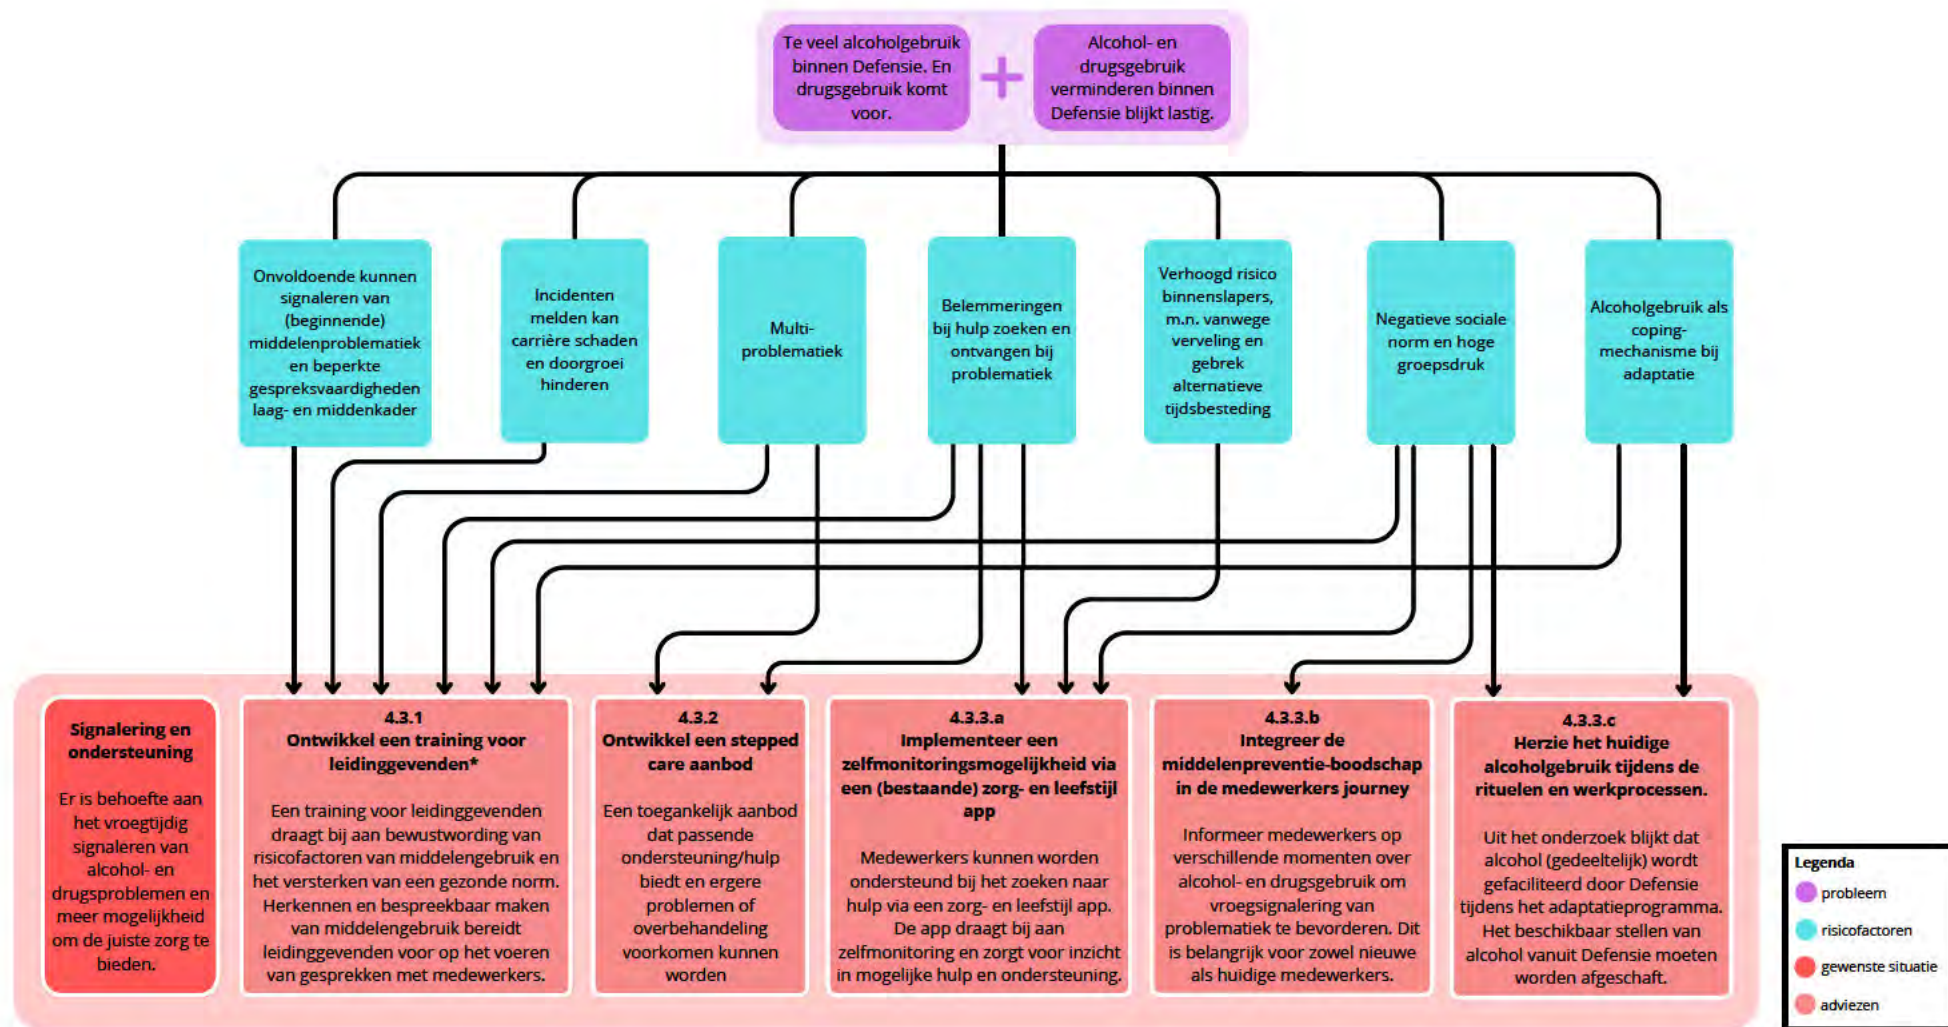 Te veel alcoholgebruik
binnen Defensie. En
drugsgebruik komt
voor.
+
Alcohol- en
drugsgebruik
verminderen binnen
Defensie blijkt lastig.
Onvoldoende kunnen
signaleren van
(beginnende)
middelenproblematiek
en beperkte
gespreksvaardigheden
laag- en middenkader
Incidenten
melden kan
carrière schaden
en doorgroei
hinderen
Multi-
problematiek
Belemmeringen
bij hulp zoeken en
ontvangen bij
problematiek
Verhoogd risico
binnenslapers,
m.n. vanwege
verveling en
gebrek
alternatieve
tijdsbesteding
Negatieve sociale
norm en hoge
groepsdruk
Alcoholgebruik als
coping-
mechanisme bij
adaptatie
Signalering en
ondersteuning
Er is behoefte aan
het vroegtijdig
signaleren van
alcohol- en
drugsproblemen en
meer mogelijkheid
om de juiste zorg te
bieden.
4.3.1
Ontwikkel een training voor
leidinggevenden*
Een training voor leidinggevenden
draagt bij aan bewustwording van
risicofactoren van middelengebruik en
het versterken van een gezonde norm.
Herkennen en bespreekbaar maken
van middelengebruik bereidt
leidinggevenden voor op het voeren
van gesprekken met medewerkers.
4.3.2
Ontwikkel een stepped
care aanbod
Een toegankelijk aanbod
dat passende
ondersteuning/hulp
biedt en ergere
problemen of
overbehandeling
voorkomen kunnen
worden
4.3.3.a
Implementeer een
zelfmonitoringsmogelijkheid via
een (bestaande) zorg- en leefstijl
app
Medewerkers kunnen worden
ondersteund bij het zoeken naar
hulp via een zorg- en leefstijl app.
De app draagt bij aan
zelfmonitoring en zorgt voor inzicht
in mogelijke hulp en ondersteuning.
4.3.3.b
Integreer de
middelenpreventie-boodschap
in de medewerkers journey
Informeer medewerkers op
verschillende momenten over
alcohol- en drugsgebruik om
vroegsignalering van
problematiek te bevorderen. Dit
is belangrijk voor zowel nieuwe
als huidige medewerkers.
4.3.3.c
Herzie het huidige
alcoholgebruik tijdens de
rituelen en werkprocessen.
Uit het onderzoek blijkt dat
alcohol (gedeeltelijk) wordt
gefaciliteerd door Defensie
tijdens het adaptatieprogramma.
Het beschikbaar stellen van
alcohol vanuit Defensie moeten
worden afgeschaft.
Legenda
probleem
risicofactoren
gewenste situatie
adviezen